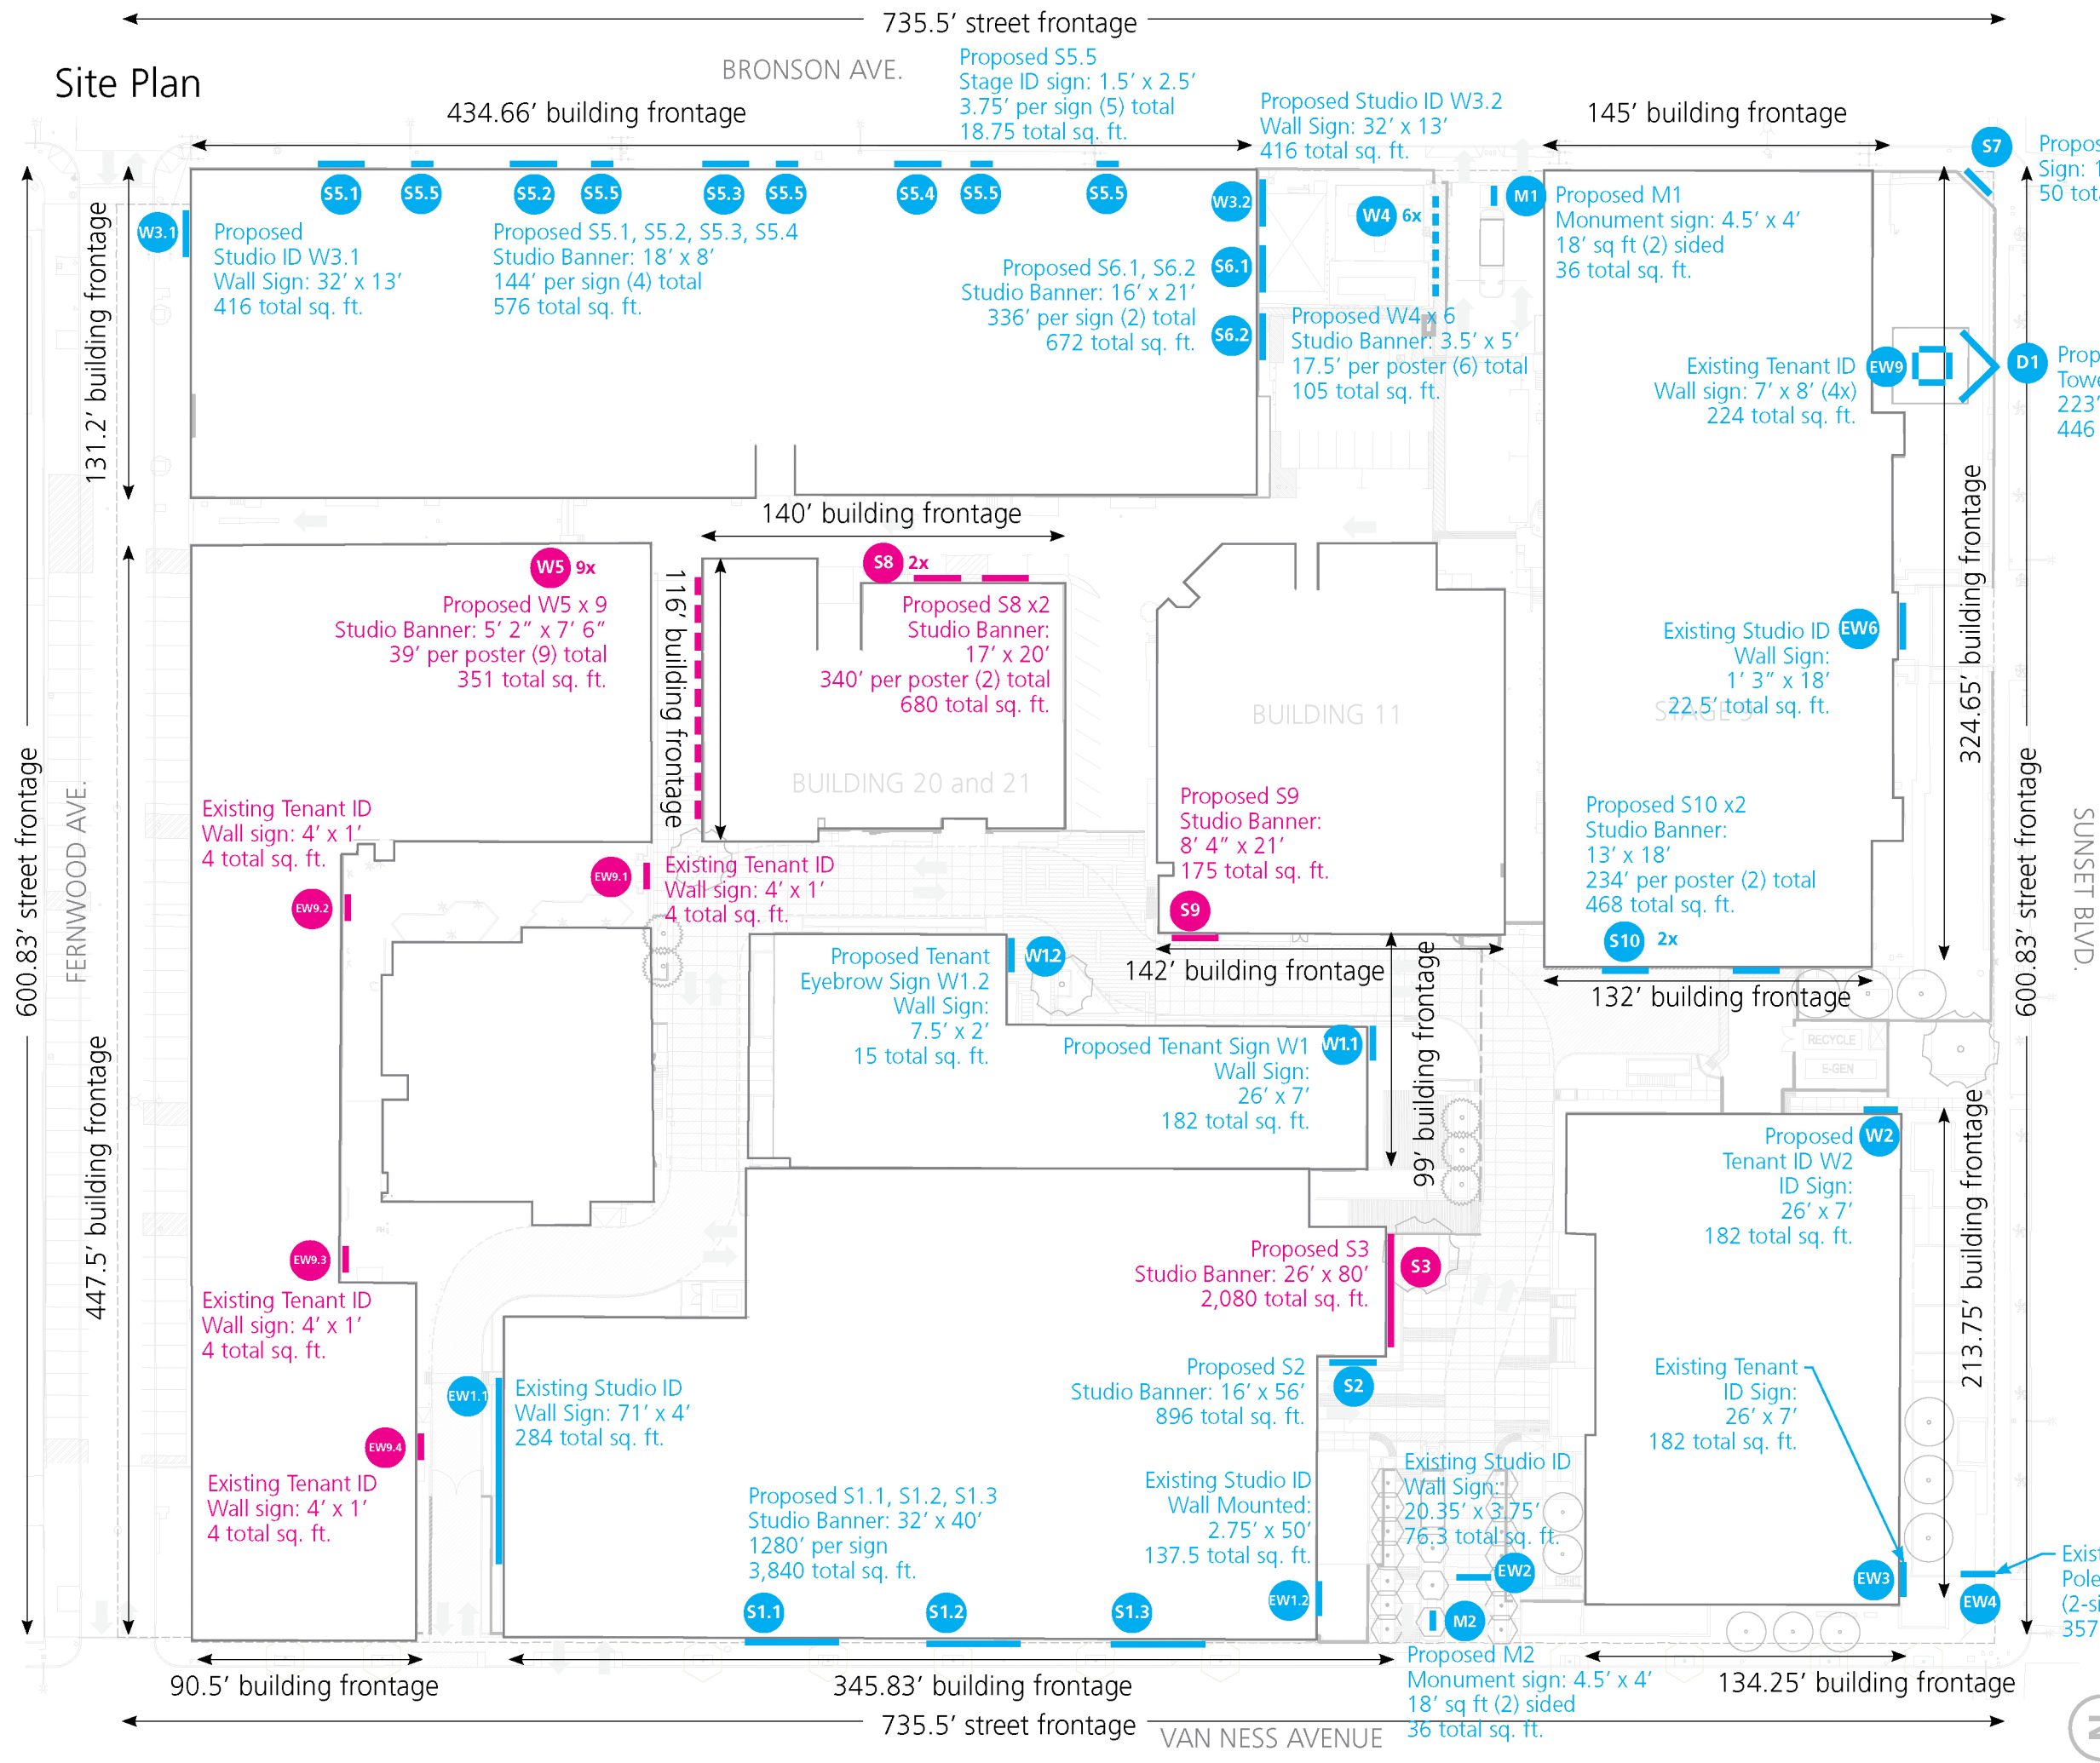 735.5’ street frontage
Site Plan
BRONSON AVE.
434.66’ building frontage
Proposed S5.5
Stage ID sign: 1.5’ x 2.5’
3.75’ per sign (5) total
18.75 total sq. ft.
Proposed Studio ID W3.2
Wall Sign: 32’ x 13’
416 total sq. ft.
145’ building frontage
S7
Propos
Sign: 1
50 tota
S5.1
S5.5
S5.2
S5.5
S5.3
S5.5
S5.4
S5.5
S5.5
W3.2
W4 6x
M1
W3.1
Proposed
Studio ID W3.1
Wall Sign: 32’ x 13’
416 total sq. ft.
Proposed S5.1, S5.2, S5.3, S5.4
Studio Banner: 18’ x 8’
144’ per sign (4) total
576 total sq. ft.
Proposed S6.1, S6.2
Studio Banner: 16’ x 21’
336’ per sign (2) total
672 total sq. ft.
S6.1
S6.2
Proposed W4 x 6
Studio Banner: 3.5’ x 5’
17.5’ per poster (6) total
105 total sq. ft.
Proposed M1
Monument sign: 4.5’ x 4’
18’ sq ft (2) sided
36 total sq. ft.
Existing Tenant ID
Wall sign: 7’ x 8’ (4x)
224 total sq. ft.
EW9
D1
Prop
Towe
223’
446
131.2’ building frontage
600.83’ street frontage
FERNWOOD AVE.
447.5’ building frontage
140’ building frontage
116’ building frontage
W5 9x
Proposed W5 x 9
Studio Banner: 5’ 2” x 7’ 6”
39’ per poster (9) total
351 total sq. ft.
S8 2x
Proposed S8 x2
Studio Banner:
17’ x 20’
340’ per poster (2) total
680 total sq. ft.
BUILDING 20 and 21
BUILDING 11
Proposed S9
Studio Banner:
8’ 4” x 21’
175 total sq. ft.
S9
142’ building frontage
Existing Studio ID
Wall Sign:
1’ 3” x 18’
22.5’ total sq. ft.
EW6
324.65’ building frontage
600.83’ street frontage
SUNSET BLVD.
Proposed S10 x2
Studio Banner:
13’ x 18’
234’ per poster (2) total
468 total sq. ft.
S10 2x
132’ building frontage
Existing Tenant ID
Wall sign: 4’ x 1’
4 total sq. ft.
EW9.2
EW9.1
Existing Tenant ID
Wall sign: 4’ x 1’
4 total sq. ft.
Proposed Tenant
Eyebrow Sign W1.2
Wall Sign:
7.5’ x 2’
15 total sq. ft.
W1.2
Proposed Tenant Sign W1
Wall Sign:
26’ x 7’
182 total sq. ft.
W1.1
99’ building frontage
RECYCLE
E-GEN
Proposed
Tenant ID W2
ID Sign:
26’ x 7’
182 total sq. ft.
W2
213.75’ building frontage
EW9.3
Existing Tenant ID
Wall sign: 4’ x 1’
4 total sq. ft.
Proposed S3
Studio Banner: 26’ x 80’
2,080 total sq. ft.
S3
EW1.1
Existing Studio ID
Wall Sign: 71’ x 4’
284 total sq. ft.
Proposed S2
Studio Banner: 16’ x 56’
896 total sq. ft.
S2
Existing Tenant
ID Sign:
26’ x 7’
182 total sq. ft.
EW9.4
Existing Tenant ID
Wall sign: 4’ x 1’
4 total sq. ft.
Proposed S1.1, S1.2, S1.3
Studio Banner: 32’ x 40’
1280’ per sign
3,840 total sq. ft.
Existing Studio ID
Wall Mounted:
2.75’ x 50’
137.5 total sq. ft.
Existing Studio ID
Wall Sign:
20.35’ x 3.75’
76.3 total sq. ft.
EW2
EW3
EW4
Exist
Pole
(2-si
357
S1.1
S1.2
S1.3
EW1.2
M2
Proposed M2
Monument sign: 4.5’ x 4’
18’ sq ft (2) sided
36 total sq. ft.
90.5’ building frontage
345.83’ building frontage
134.25’ building frontage
735.5’ street frontage
VAN NESS AVENUE